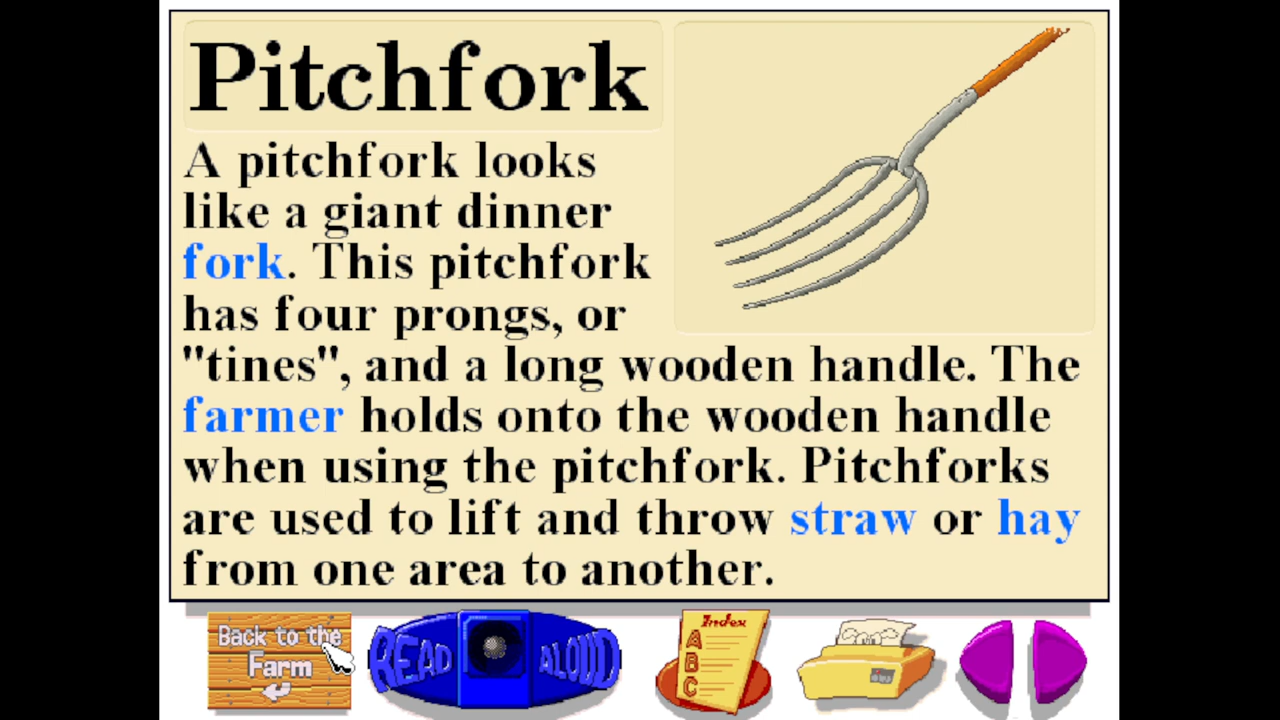 Pitchfork
A pitchfork looks
like a giant dinner
fork. This pitchfork
has four prongs, or
"tines", and a long wooden handle. The
farmer holds onto the wooden handle
when using the pitchfork. Pitchforks
are used to lift and throw straw or hay
from one area to another.
Back to the
Farm
READ ALOUD
Index
A
B
C